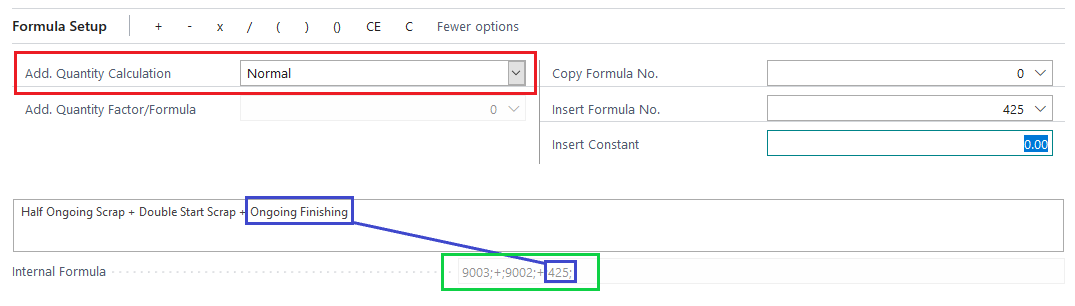 Formula Setup + - x / ( ) () CE C Fewer options
Add. Quantity Calculation Normal Copy Formula No. 0
Add. Quantity Factor/Formula 0 Insert Formula No. 425
Insert Constant 0.00
Half Ongoing Scrap + Double Start Scrap + Ongoing Finishing
Internal Formula 9003;+;9002;+;425;